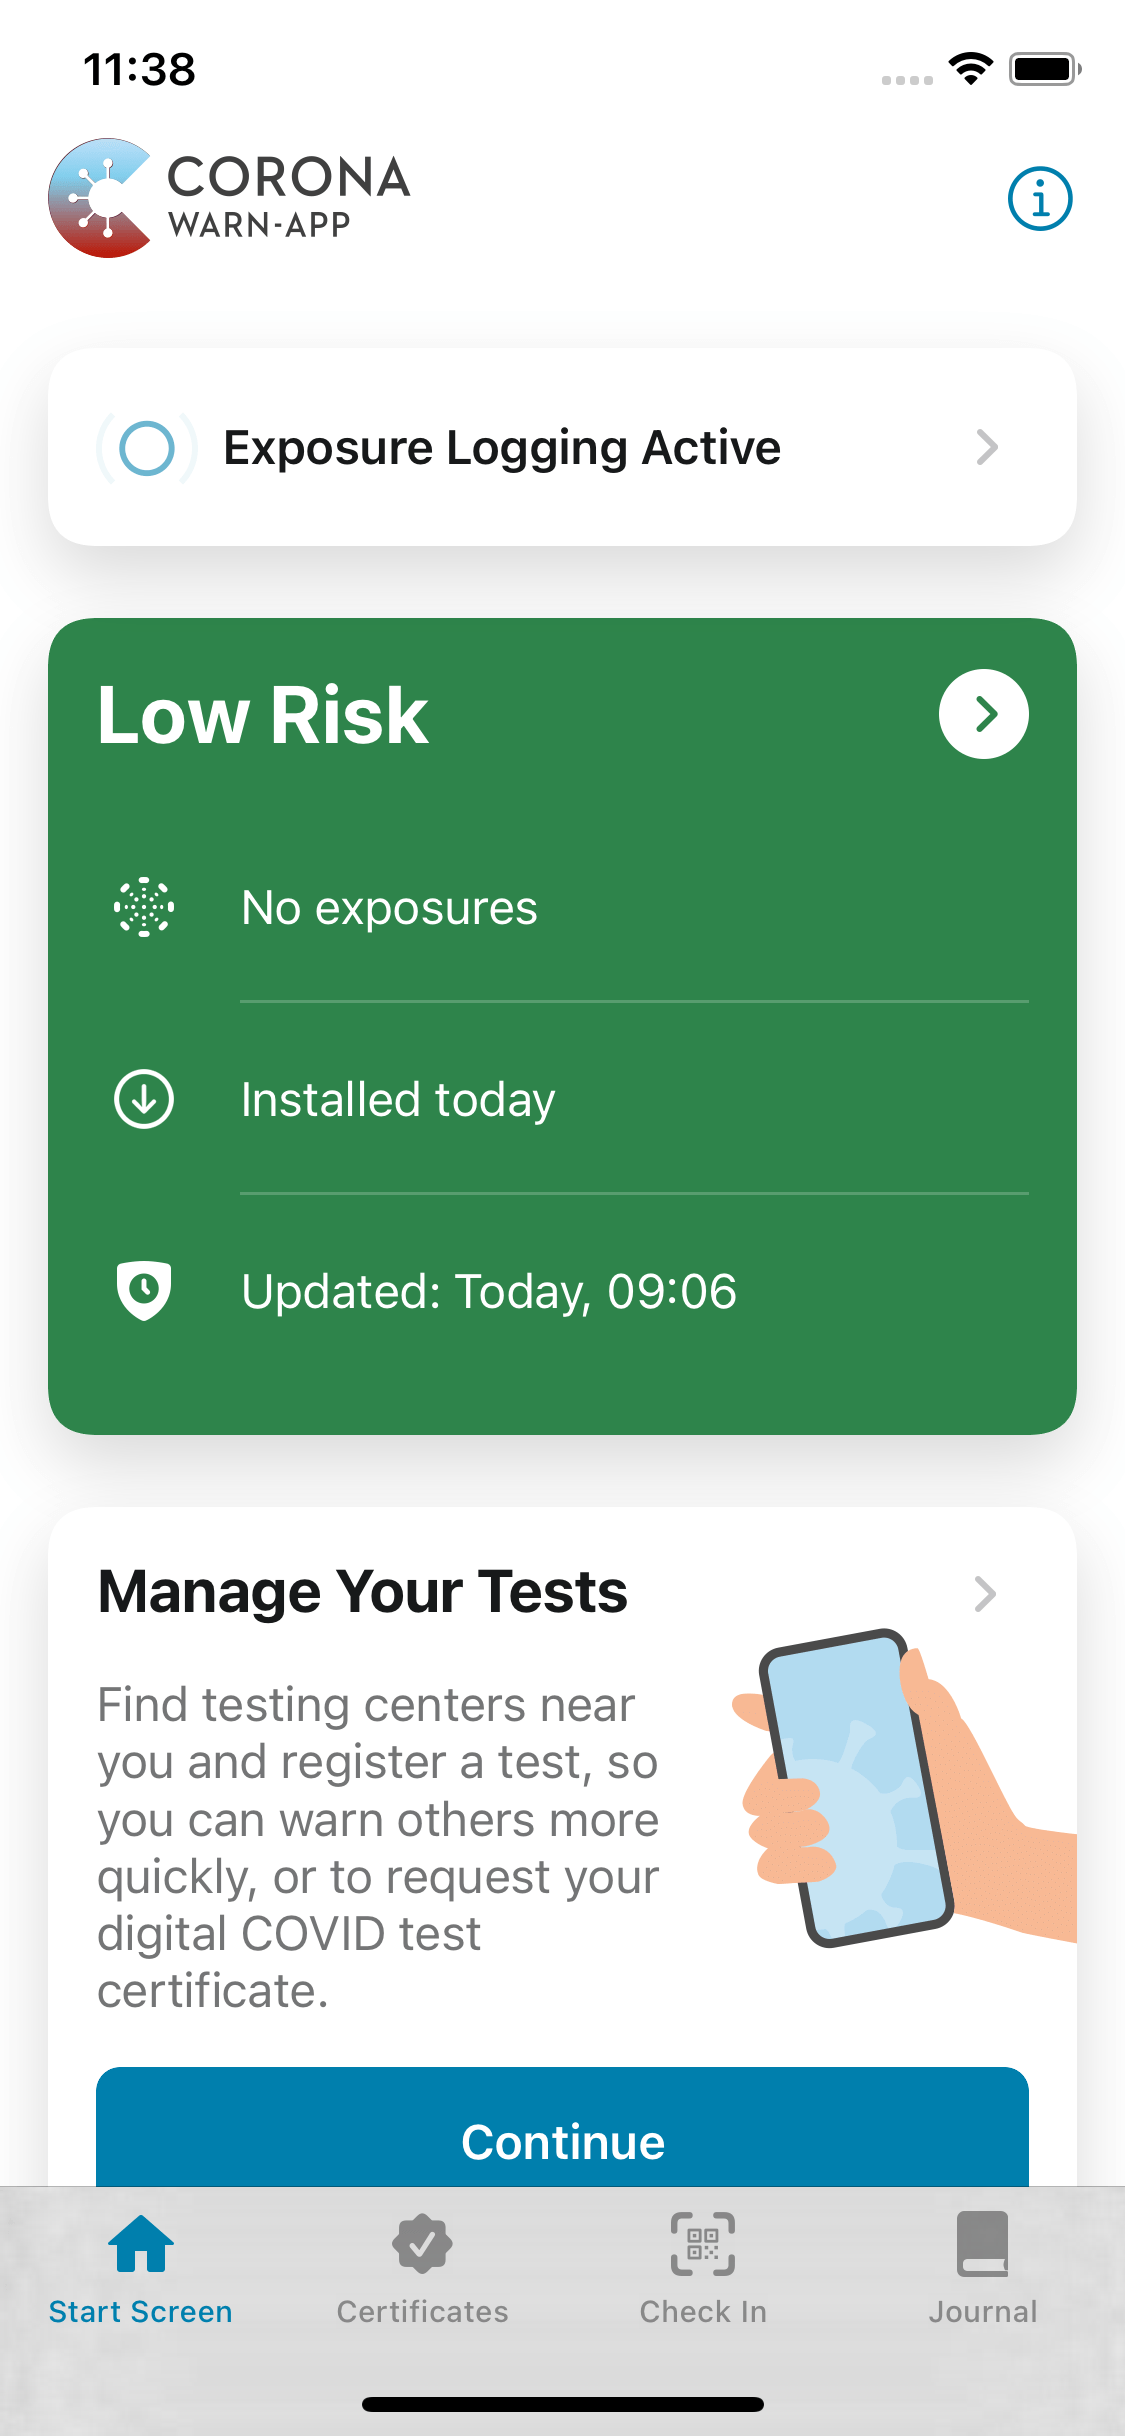 11:38
CORONA
WARN-APP
Exposure Logging Active
Low Risk
No exposures
Installed today
Updated: Today, 09:06
Manage Your Tests
Find testing centers near
you and register a test, so
you can warn others more
quickly, or to request your
digital COVID test
certificate.
Continue
Start Screen
Certificates
Check In
Journal